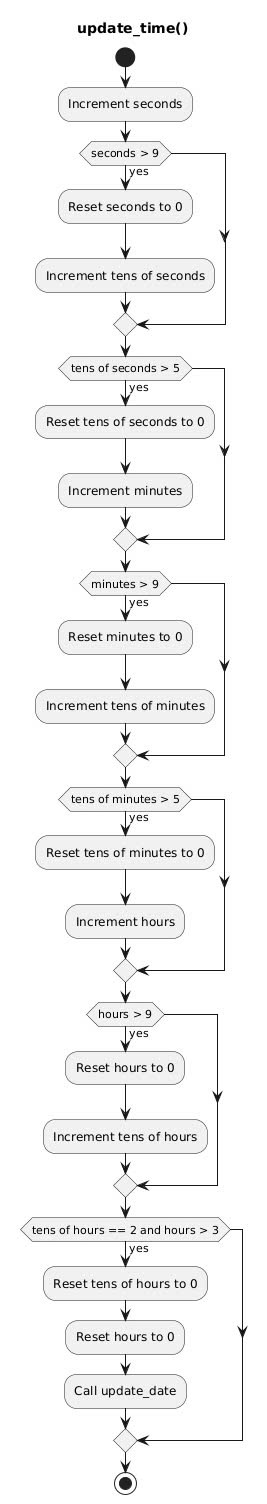 update_time()
Increment seconds
seconds > 9
yes
Reset seconds to 0
Increment tens of seconds
tens of seconds > 5
yes
Reset tens of seconds to 0
Increment minutes
minutes > 9
yes
Reset minutes to 0
Increment tens of minutes
tens of minutes > 5
yes
Reset tens of minutes to 0
Increment hours
hours > 9
yes
Reset hours to 0
Increment tens of hours
tens of hours == 2 and hours > 3
yes
Reset tens of hours to 0
Reset hours to 0
Call update_date